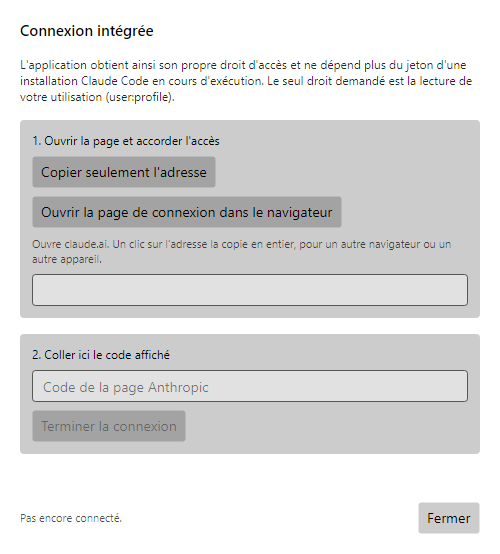 Connexion intégrée
L'application obtient ainsi son propre droit d'accès et ne dépend plus du jeton d'une
installation Claude Code en cours d'exécution. Le seul droit demandé est la lecture de
votre utilisation (user:profile).
1. Ouvrir la page et accorder l'accès
Copier seulement l'adresse
Ouvrir la page de connexion dans le navigateur
Ouvre claude.ai. Un clic sur l'adresse la copie en entier, pour un autre navigateur ou un
autre appareil.
2. Coller ici le code affiché
Code de la page Anthropic
Terminer la connexion
Pas encore connecté.
Fermer